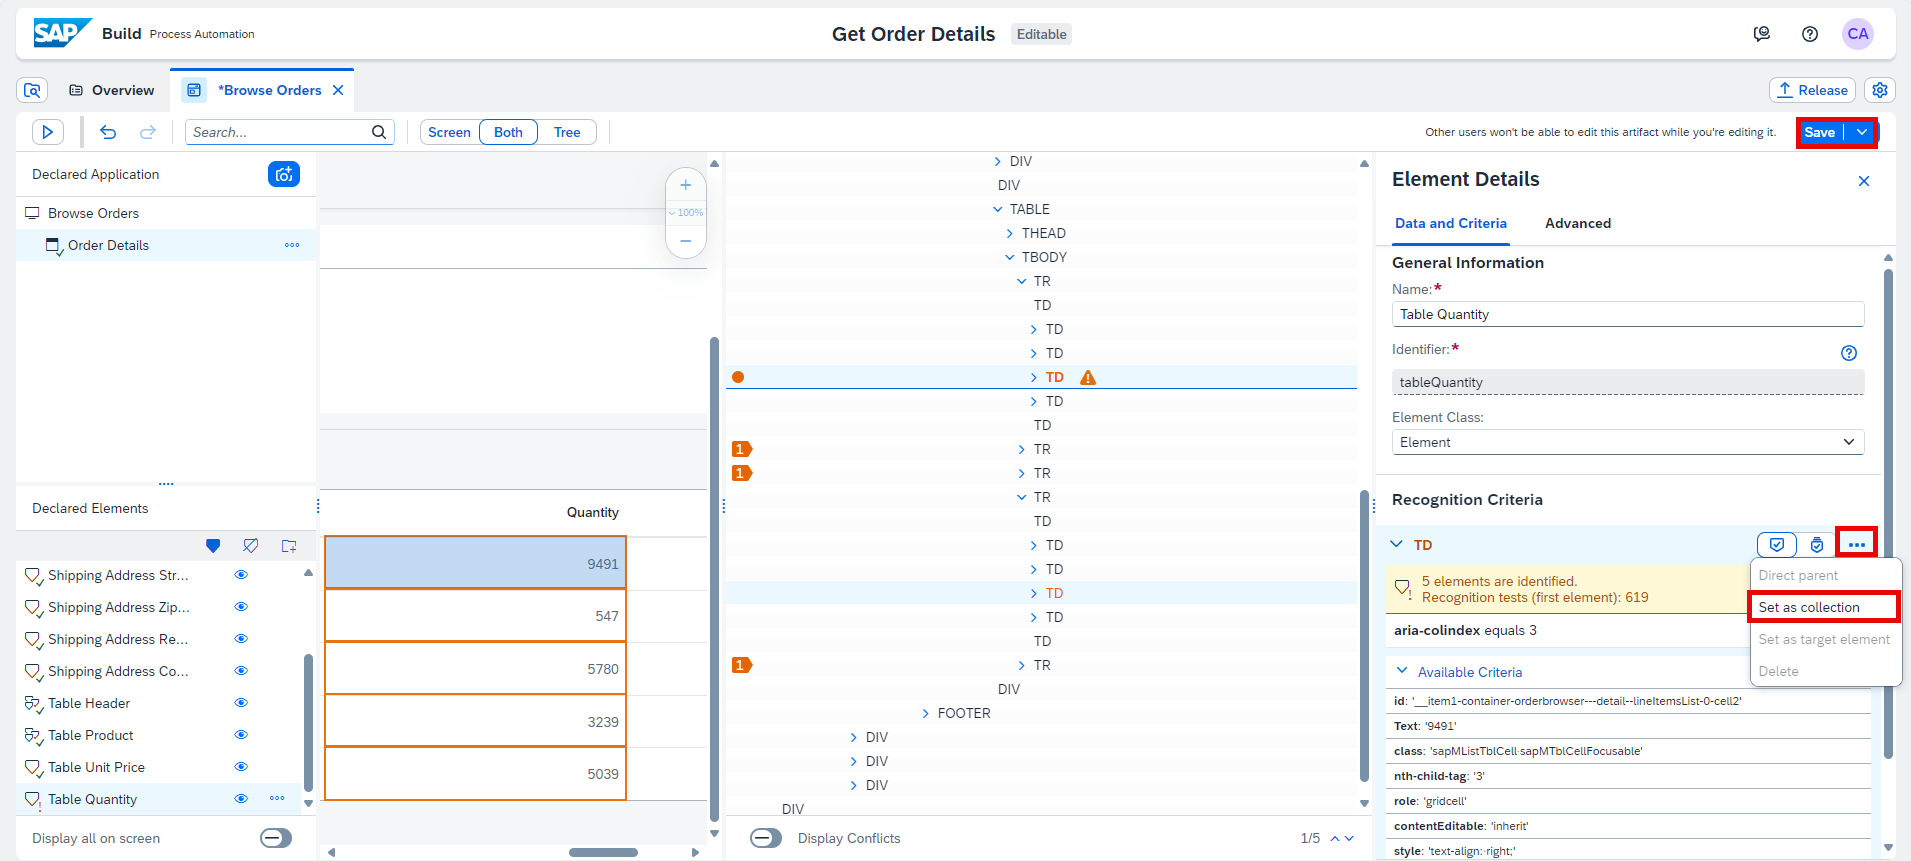 SAP Build Process Automation
Get Order Details Editable
CA
Overview
*Browse Orders
Release
Search...
Screen Both Tree
Other users won't be able to edit this artifact while you're editing it.
Save
Declared Application
Browse Orders
Order Details
Declared Elements
Shipping Address Str...
Shipping Address Zip...
Shipping Address Re...
Shipping Address Co...
Table Header
Table Product
Table Unit Price
Table Quantity
Display all on screen
100%
Quantity
9491
547
5780
3239
5039
DIV
DIV
TABLE
THEAD
TBODY
TR
TD
TD
TD
TD
TD
TD
1 TR
1 TR
TR
TD
TD
TD
TD
TD
TD
1 TR
DIV
FOOTER
DIV
DIV
DIV
DIV
Display Conflicts
1/5
Element Details
Data and Criteria Advanced
General Information
Name:*
Table Quantity
Identifier:*
tableQuantity
Element Class:
Element
Recognition Criteria
TD
5 elements are identified.
Recognition tests (first element): 619
aria-colindex equals 3
Direct parent
Set as collection
Set as target element
Delete
Available Criteria
id: '__item1-container-orderbrowser---detail--lineItemsList-0-cell2'
Text: '9491'
class: 'sapMListTblCell·sapMTblCellFocusable'
nth-child-tag: '3'
role: 'gridcell'
contentEditable: 'inherit'
style: 'text-align:·right;'